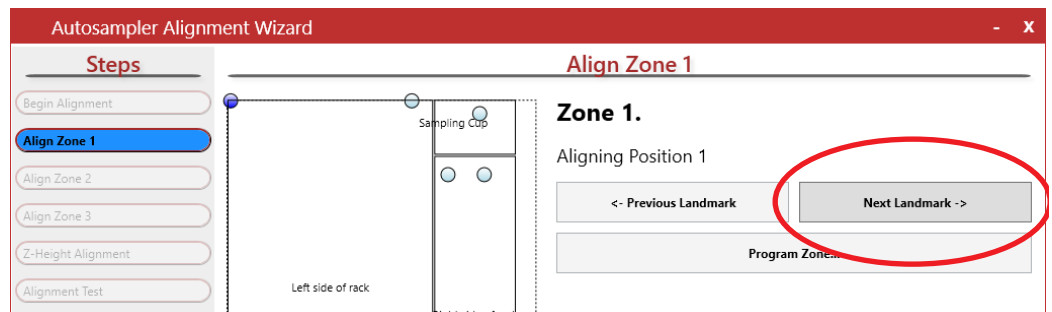 Autosampler Alignment Wizard
- X
Steps
Begin Alignment
Align Zone 1
Align Zone 2
Align Zone 3
Z-Height Alignment
Alignment Test
Align Zone 1
Sampling Cup
Left side of rack
Zone 1.
Aligning Position 1
<- Previous Landmark
Next Landmark ->
Program Zone...